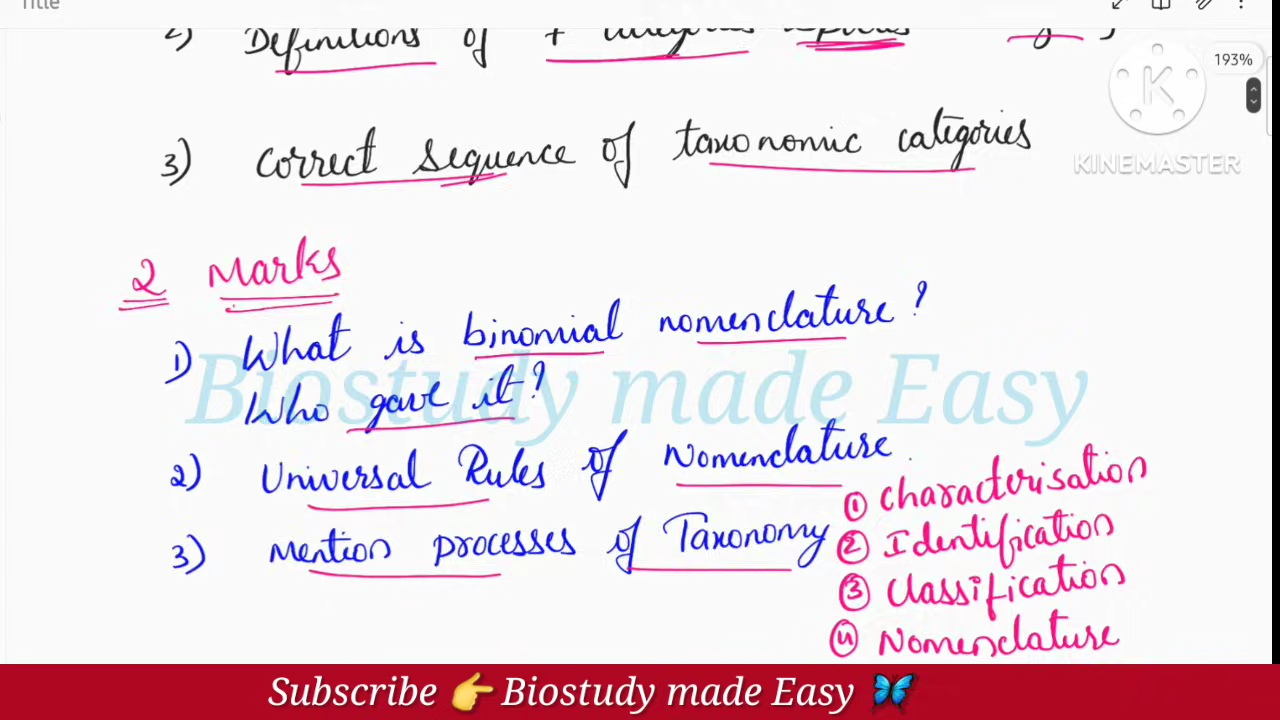 Title
2) Definitions of 7 categories
193%
3) correct sequence of taxonomic categories
KINEMASTER
2 Marks
1) What is binomial nomenclature?
Who gave it?
Biostudy made Easy
2) Universal Rules of Nomenclature
3) Mention processes of Taxonomy
① Characterisation
② Identification
③ Classification
④ Nomenclature
Subscribe 👉 Biostudy made Easy 🦋